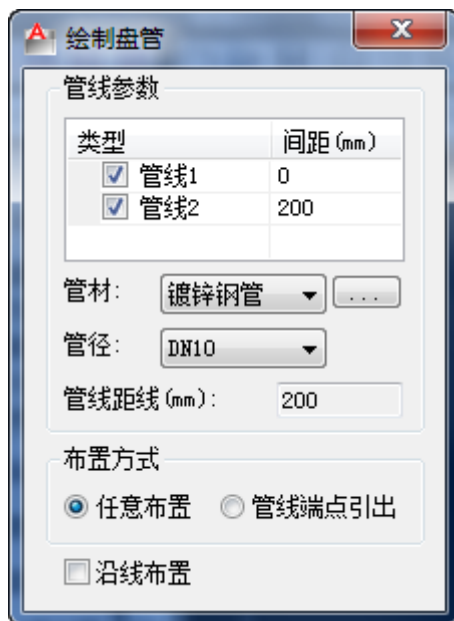 绘制盘管
管线参数
类型 间距(mm)
管线1 0
管线2 200
管材: 镀锌钢管 ...
管径: DN10
管线距线(mm): 200
布置方式
任意布置 管线端点引出
沿线布置